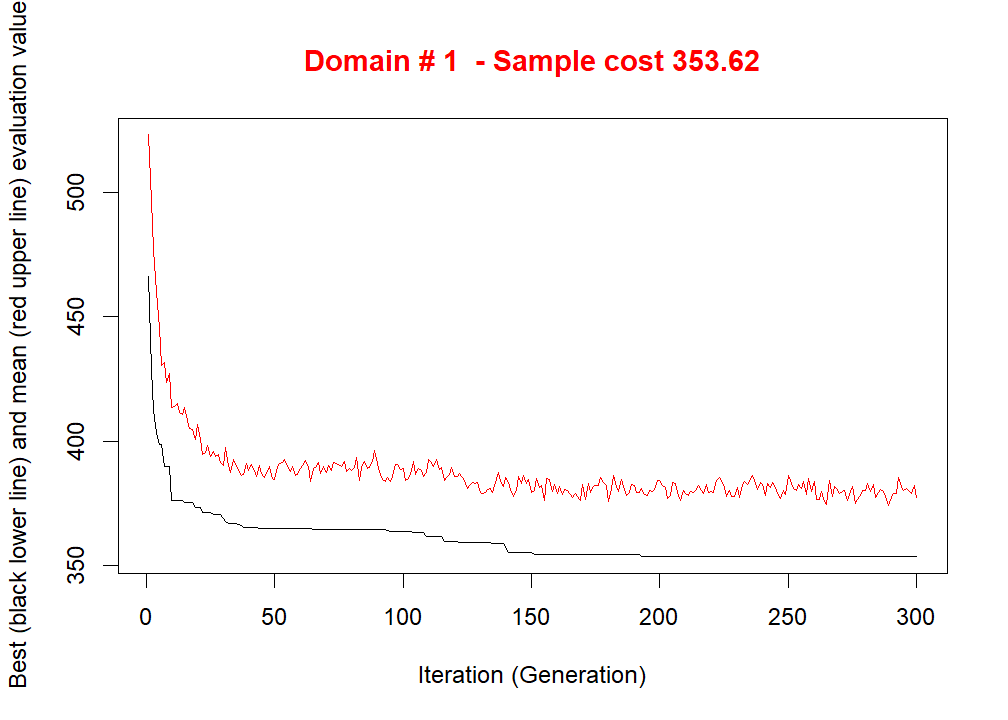 Domain # 1  - Sample cost 353.62
Best (black lower line) and mean (red upper line) evaluation value
500
450
400
350
0 50 100 150 200 250 300
Iteration (Generation)